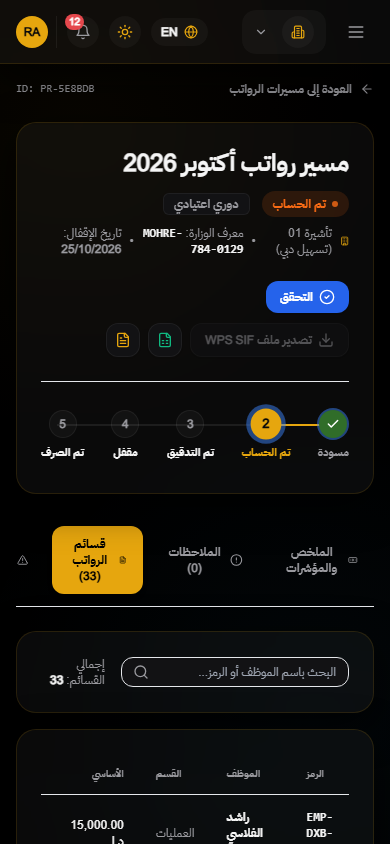 EN
12
RA
العودة إلى مسيرات الرواتب
ID: PR-5E8BDB
مسير رواتب أكتوبر 2026
تم الحساب
دوري اعتيادي
تأشيرة 01 (تسهيل دبي)
• معرف الوزارة: MOHRE-784-0129
• تاريخ الإقفال: 25/10/2026
التحقق
تصدير ملف WPS SIF
2
3
4
5
مسودة
تم الحساب
تم التدقيق
مقفل
تم الصرف
الملخص والمؤشرات
الملاحظات (0)
قسائم الرواتب (33)
البحث باسم الموظف أو الرمز...
إجمالي القسائم: 33
الرمز
الموظف
القسم
الأساسي
EMP-DXB-
راشد الفلاسي
العمليات
15,000.00
د.إ